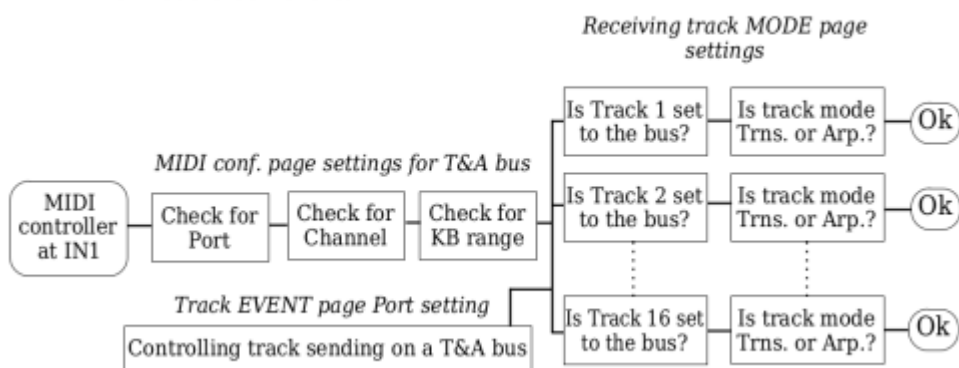 Receiving track MODE page
settings
Is Track 1 set
to the bus?
Is track mode
Trns. or Arp.?
Ok
MIDI conf. page settings for T&A bus
MIDI
controller
at IN1
Check for
Port
Check for
Channel
Check for
KB range
Is Track 2 set
to the bus?
Is track mode
Trns. or Arp.?
Ok
Track EVENT page Port setting
Controlling track sending on a T&A bus
Is Track 16 set
to the bus?
Is track mode
Trns. or Arp.?
Ok